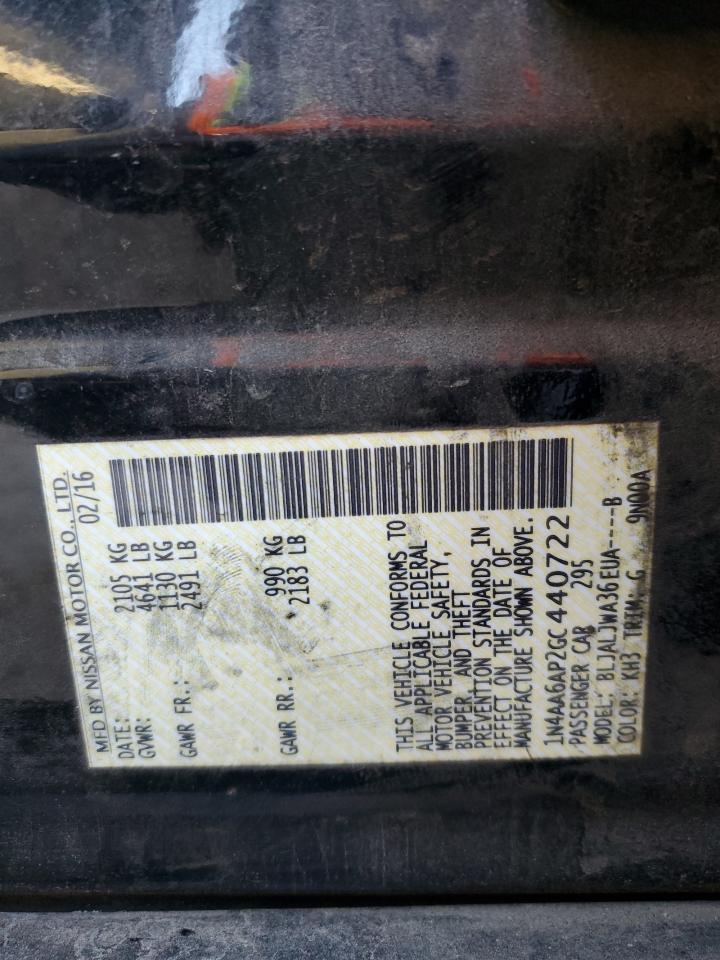 MFD BY NISSAN MOTOR CO., LTD.
DATE: 02/16
GVWR: 2105 KG
4641 LB
GAWR FR.: 1130 KG
2491 LB
GAWR RR.: 990 KG
2183 LB
THIS VEHICLE CONFORMS TO
ALL APPLICABLE FEDERAL
MOTOR VEHICLE SAFETY,
BUMPER AND THEFT
PREVENTION STANDARDS IN
EFFECT ON THE DATE OF
MANUFACTURE SHOWN ABOVE.
1N4AA6AP2GC440722
PASSENGER CAR 295
MODEL: BLJALJWA36EUA----B
COLOR: KH3 TRIM: G 9N00A